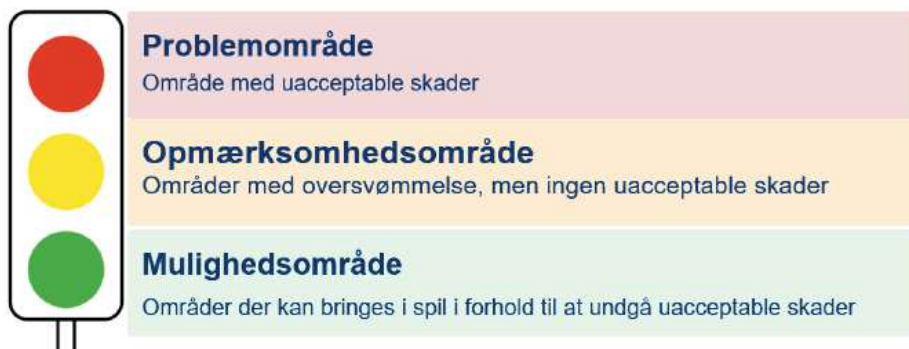 Problemområde
Område med uacceptable skader
Opmærksomhedsområde
Områder med oversvømmelse, men ingen uacceptable skader
Mulighedsområde
Områder der kan bringes i spil i forhold til at undgå uacceptable skader